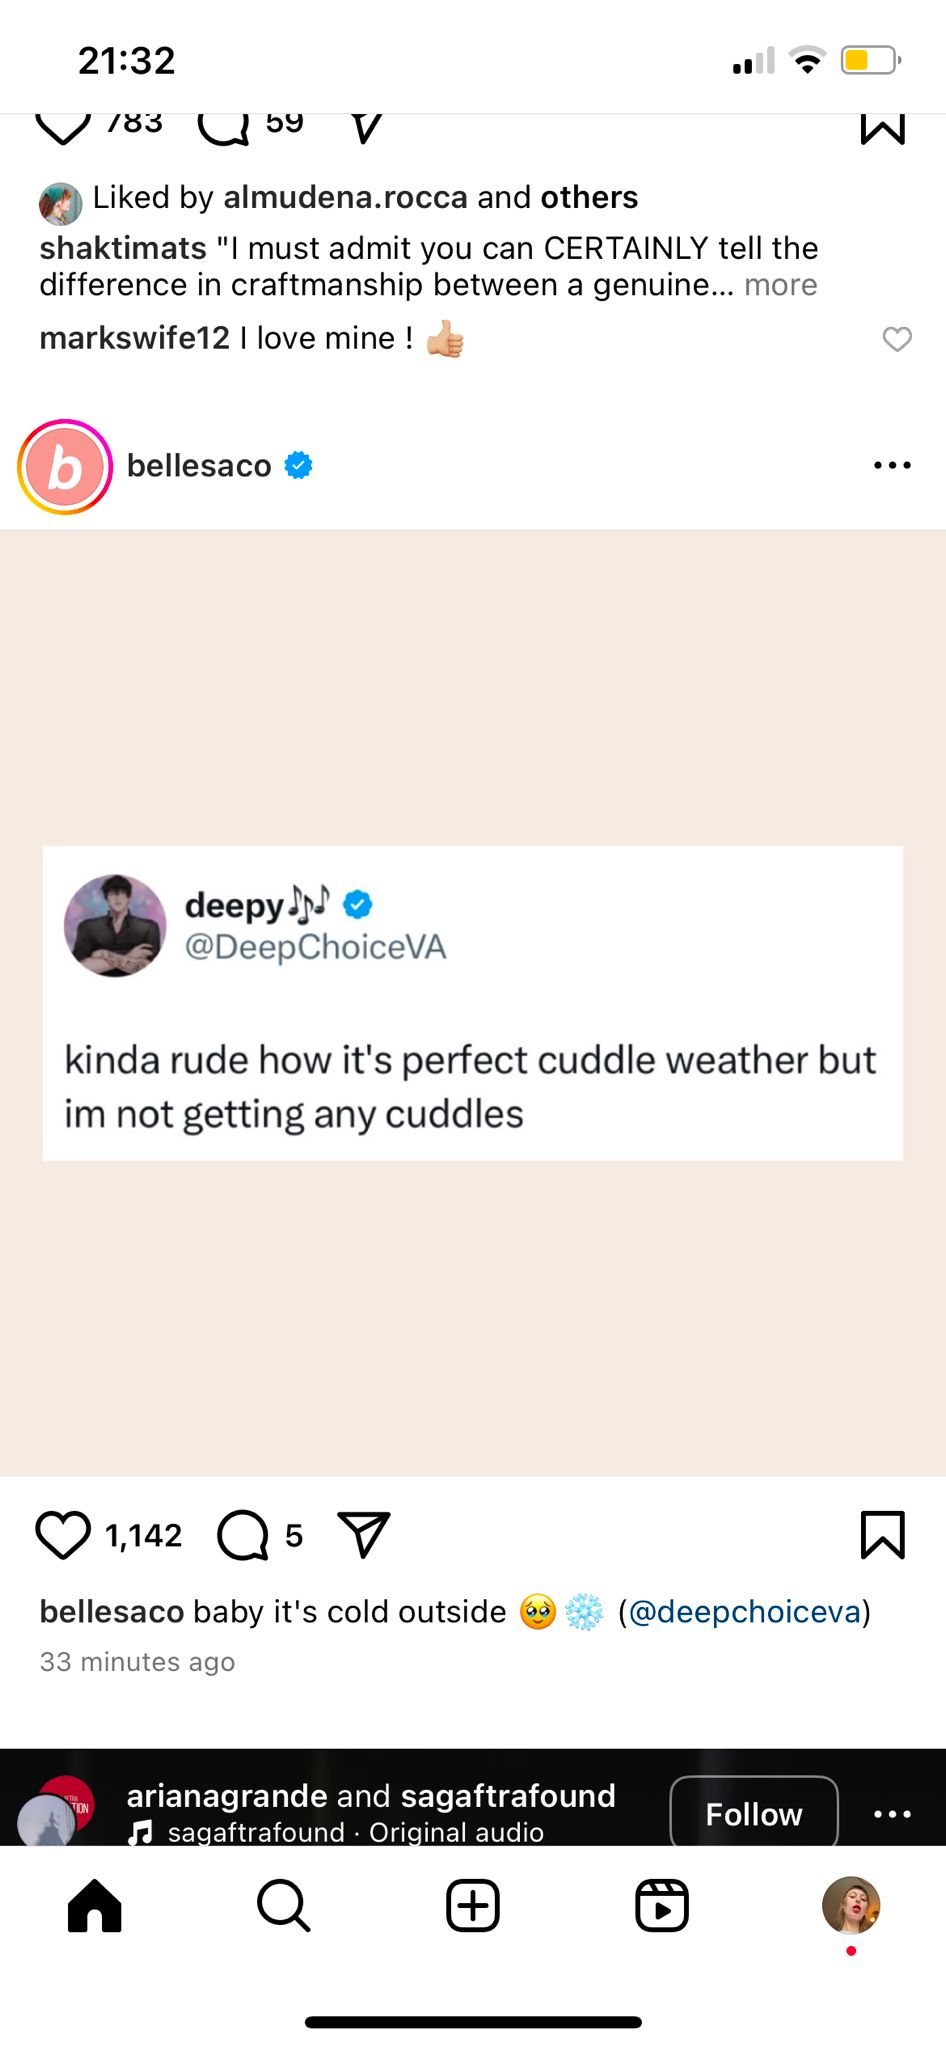 21:32
783 59
Liked by almudena.rocca and others
shaktimats "I must admit you can CERTAINLY tell the
difference in craftmanship between a genuine... more
markswife12 I love mine ! 👍🏼
b bellesaco
deepy🎶
@DeepChoiceVA
kinda rude how it's perfect cuddle weather but
im not getting any cuddles
1,142 5
bellesaco baby it's cold outside 🥹❄️ (@deepchoiceva)
33 minutes ago
arianagrande and sagaftrafound
sagaftrafound · Original audio
Follow